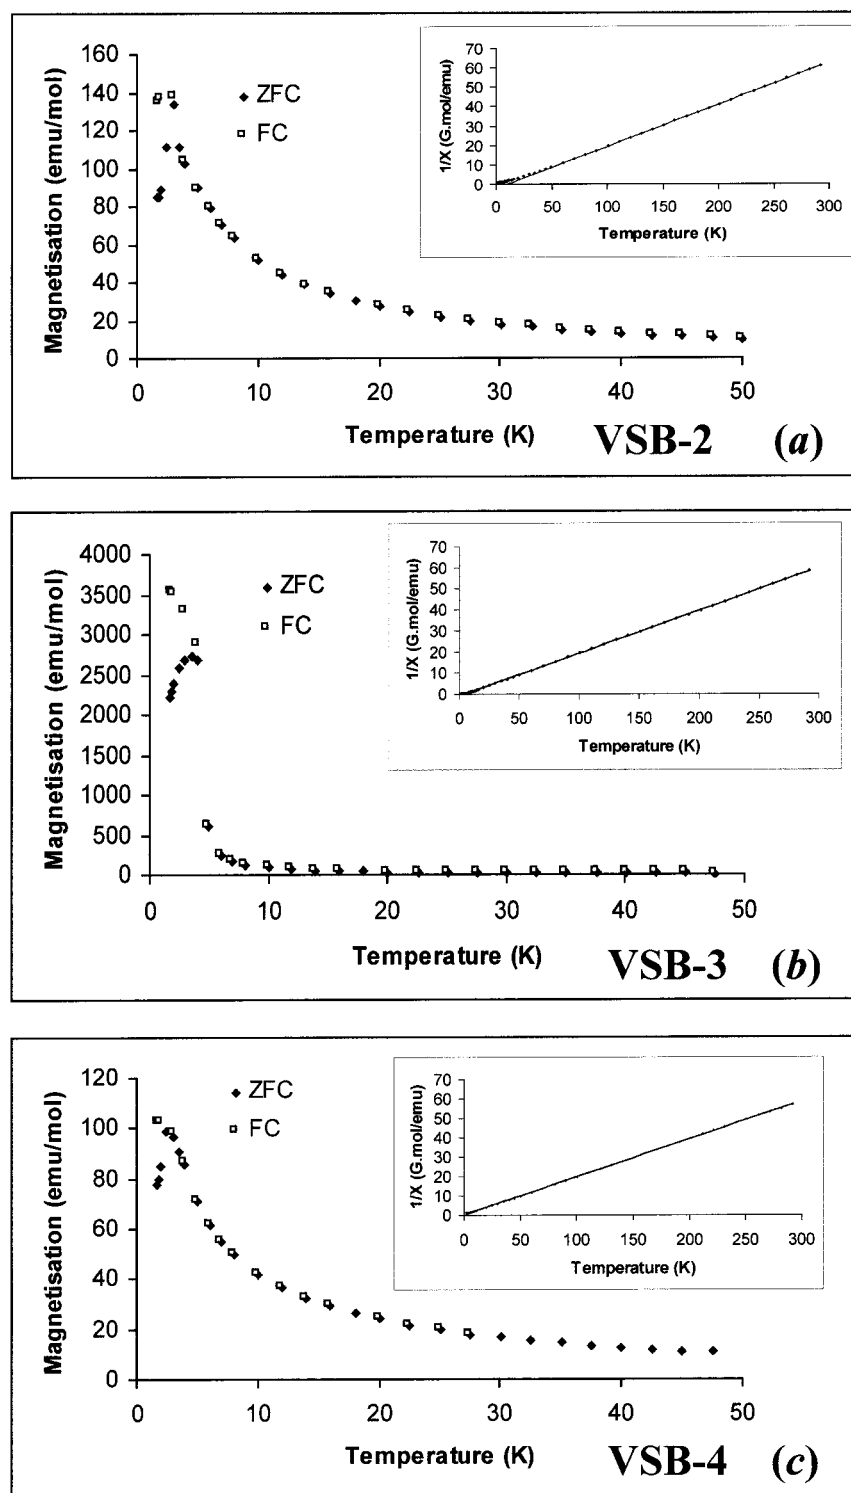 160
140
120
100
80
60
40
20
0
Magnetisation (emu/mol)
ZFC
FC
0 10 20 30 40 50
Temperature (K)
70
60
50
40
30
20
10
0
1/X (G.mol/emu)
0 50 100 150 200 250 300
Temperature (K)
VSB-2 (a)
4000
3500
3000
2500
2000
1500
1000
500
0
Magnetisation (emu/mol)
ZFC
FC
0 10 20 30 40 50
Temperature (K)
70
60
50
40
30
20
10
0
1/X (G.mol/emu)
0 50 100 150 200 250 300
Temperature (K)
VSB-3 (b)
120
100
80
60
40
20
0
Magnetisation (emu/mol)
ZFC
FC
0 10 20 30 40 50
Temperature (K)
70
60
50
40
30
20
10
0
1/X (G.mol/emu)
0 50 100 150 200 250 300
Temperature (K)
VSB-4 (c)